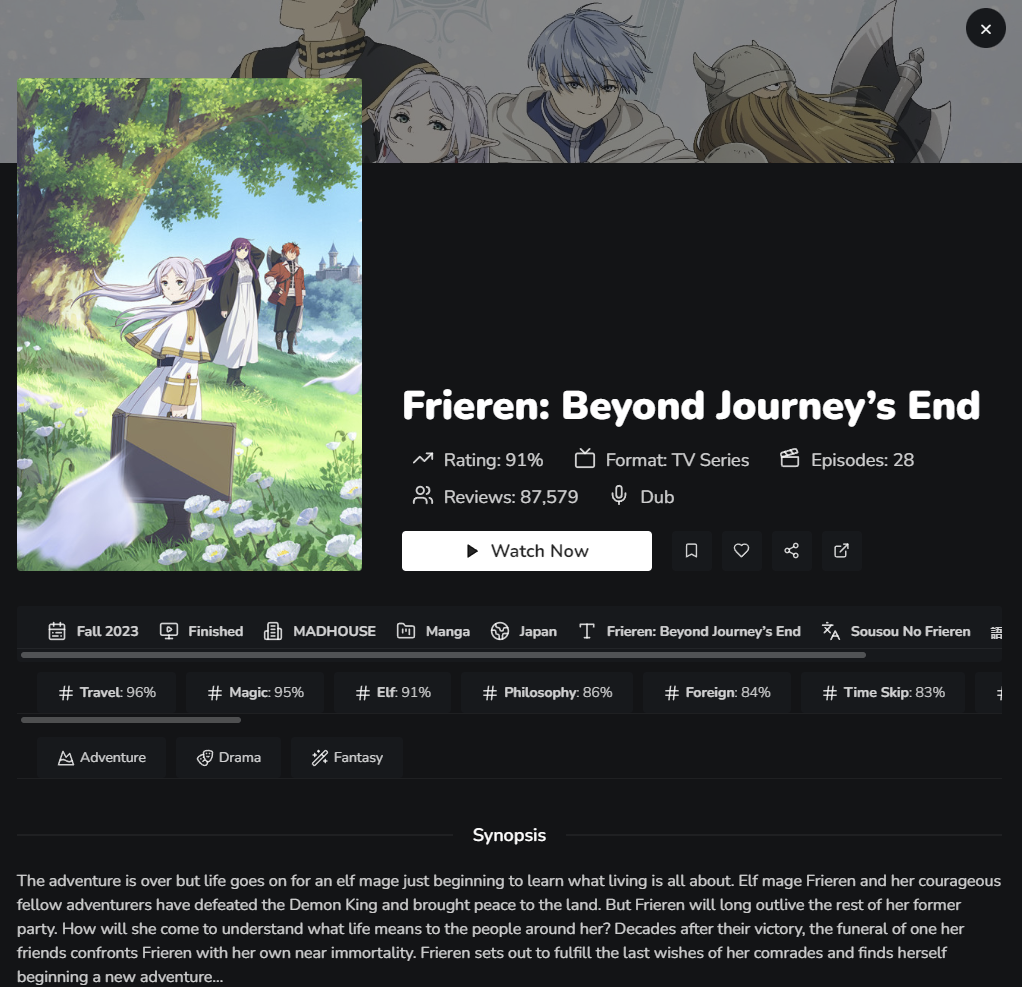 Frieren: Beyond Journey’s End
Rating: 91% Format: TV Series Episodes: 28
Reviews: 87,579 Dub
Watch Now
Fall 2023 Finished MADHOUSE Manga Japan Frieren: Beyond Journey’s End Sousou No Frieren
# Travel: 96% # Magic: 95% # Elf: 91% # Philosophy: 86% # Foreign: 84% # Time Skip: 83% #
Adventure Drama Fantasy
Synopsis
The adventure is over but life goes on for an elf mage just beginning to learn what living is all about. Elf mage Frieren and her courageous
fellow adventurers have defeated the Demon King and brought peace to the land. But Frieren will long outlive the rest of her former
party. How will she come to understand what life means to the people around her? Decades after their victory, the funeral of one her
friends confronts Frieren with her own near immortality. Frieren sets out to fulfill the last wishes of her comrades and finds herself
beginning a new adventure…